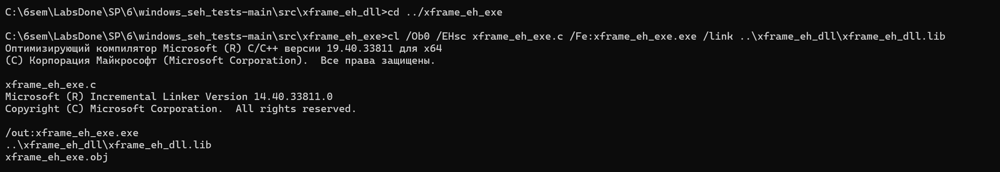 C:\6sem\LabsDone\SP\6\windows_seh_tests-main\src\xframe_eh_dll>cd ../xframe_eh_exe
C:\6sem\LabsDone\SP\6\windows_seh_tests-main\src\xframe_eh_exe>cl /Ob0 /EHsc xframe_eh_exe.c /Fe:xframe_eh_exe.exe /link ..\xframe_eh_dll\xframe_eh_dll.lib
Оптимизирующий компилятор Microsoft (R) C/C++ версии 19.40.33811 для x64
(C) Корпорация Майкрософт (Microsoft Corporation).  Все права защищены.
xframe_eh_exe.c
Microsoft (R) Incremental Linker Version 14.40.33811.0
Copyright (C) Microsoft Corporation.  All rights reserved.
/out:xframe_eh_exe.exe
..\xframe_eh_dll\xframe_eh_dll.lib
xframe_eh_exe.obj